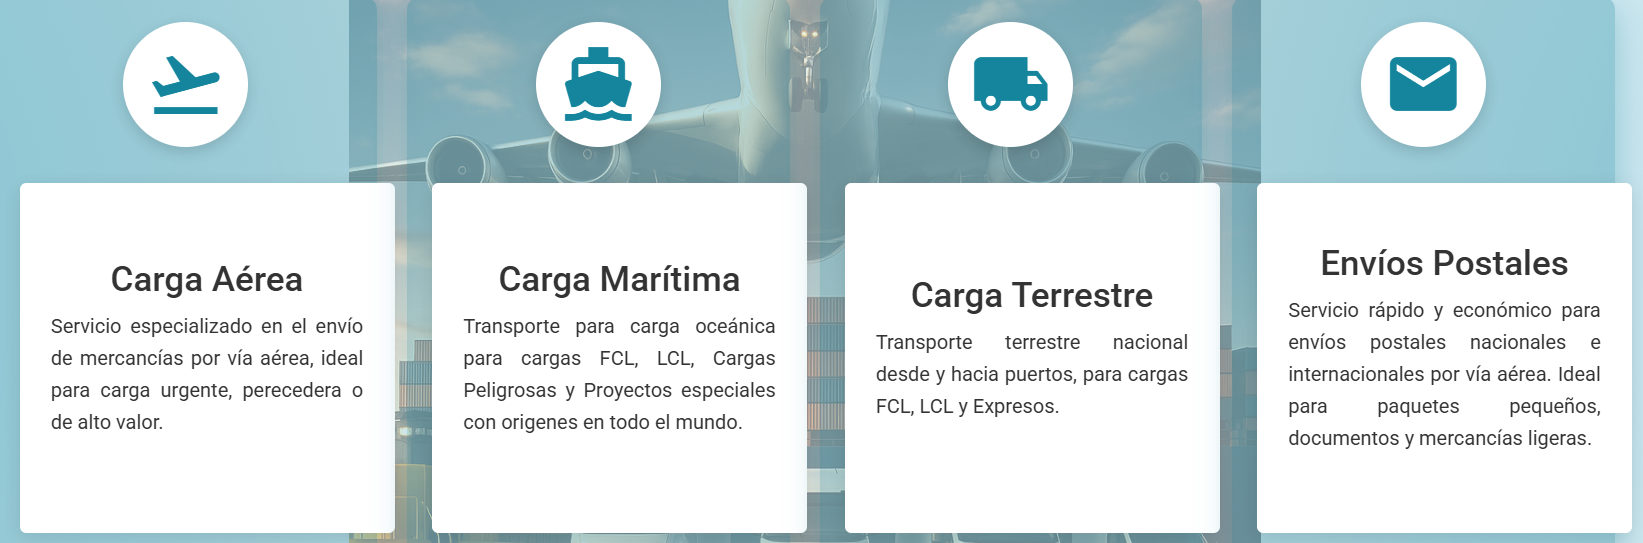 Carga Aérea
Servicio especializado en el envío
de mercancías por vía aérea, ideal
para carga urgente, perecedera o
de alto valor.
Carga Marítima
Transporte para carga oceánica
para cargas FCL, LCL, Cargas
Peligrosas y Proyectos especiales
con origenes en todo el mundo.
Carga Terrestre
Transporte terrestre nacional
desde y hacia puertos, para cargas
FCL, LCL y Expresos.
Envíos Postales
Servicio rápido y económico para
envíos postales nacionales e
internacionales por vía aérea. Ideal
para paquetes pequeños,
documentos y mercancías ligeras.